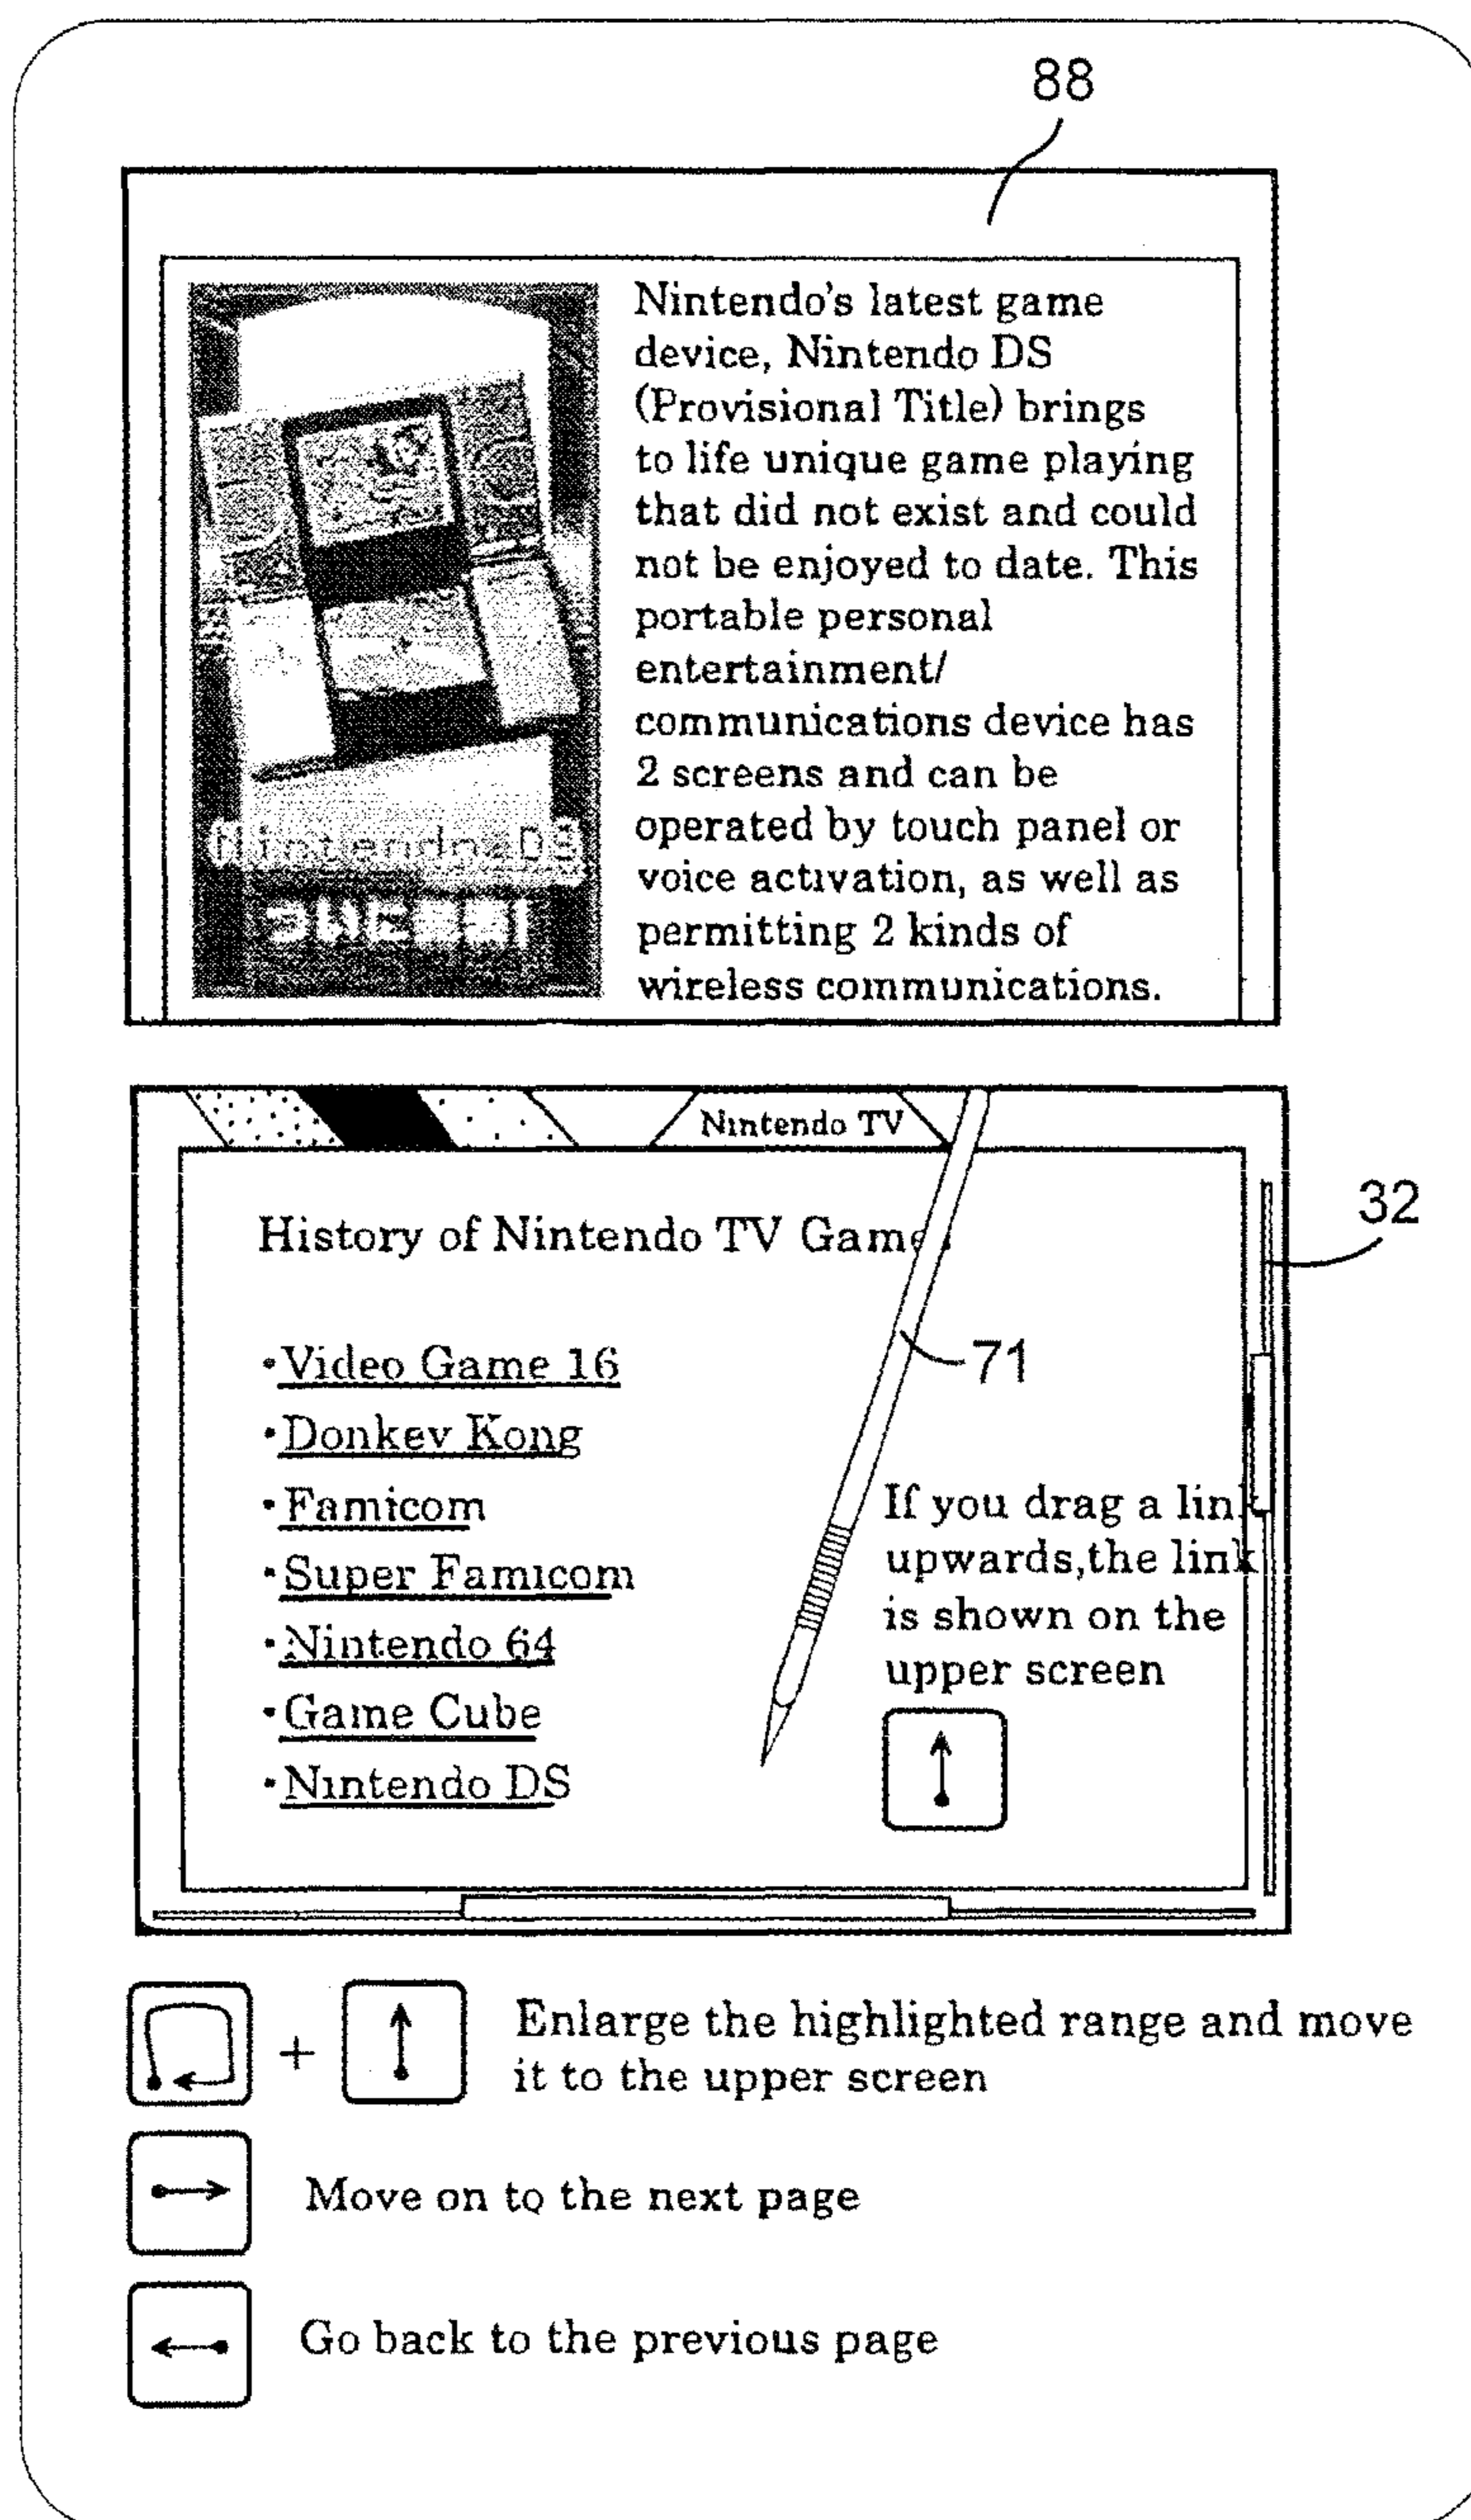 88
Nintendo's latest game
device, Nintendo DS
(Provisional Title) brings
to life unique game playing
that did not exist and could
not be enjoyed to date. This
portable personal
entertainment/
communications device has
2 screens and can be
operated by touch panel or
voice activation, as well as
permitting 2 kinds of
wireless communications.
Nintendo DS
Nintendo TV
32
History of Nintendo TV
71
·Video Game 16
·Donkey Kong
·Famicom
·Super Famicom
·Nintendo 64
·Game Cube
·Nintendo DS
If you drag a link
upwards,the link
is shown on the
upper screen
+ Enlarge the highlighted range and move
it to the upper screen
Move on to the next page
Go back to the previous page